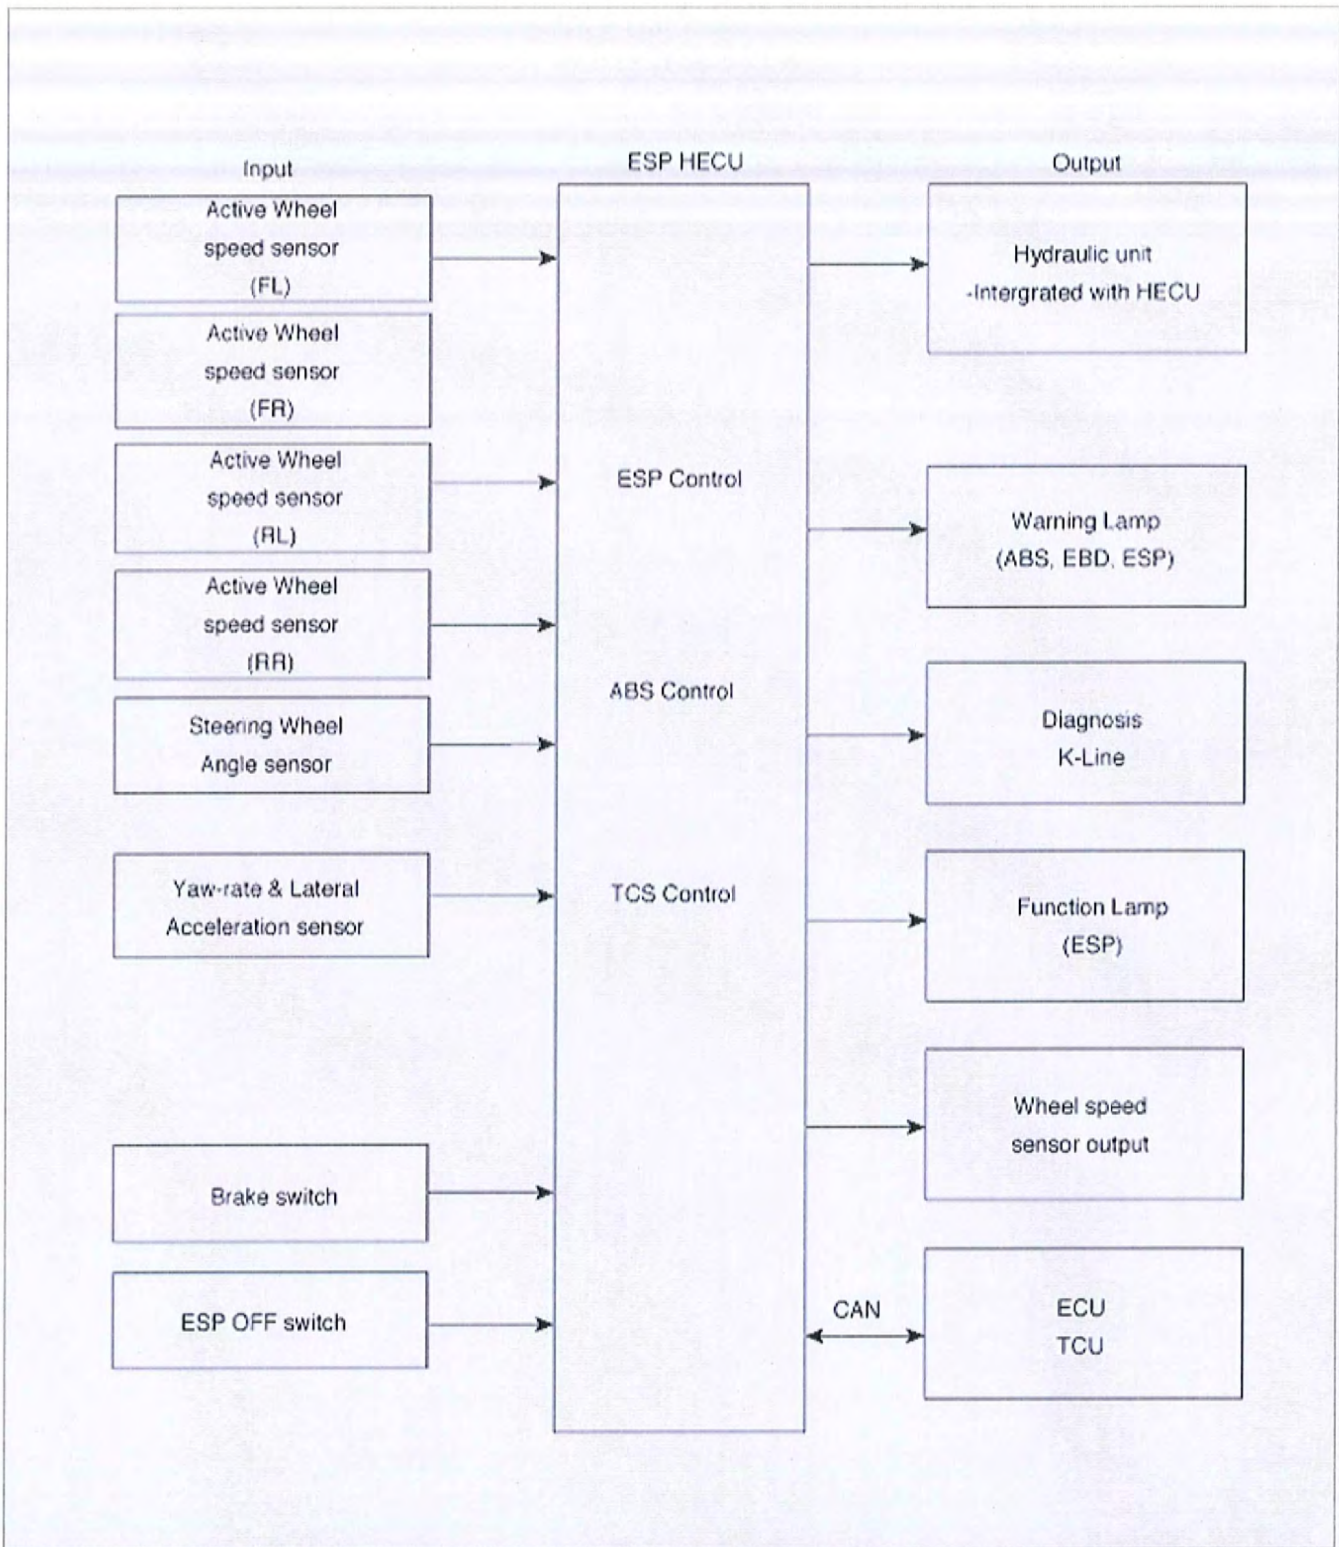 Input
Active Wheel
speed sensor
(FL)
Active Wheel
speed sensor
(FR)
Active Wheel
speed sensor
(RL)
Active Wheel
speed sensor
(RR)
Steering Wheel
Angle sensor
Yaw-rate & Lateral
Acceleration sensor
Brake switch
ESP OFF switch
ESP HECU
ESP Control
ABS Control
TCS Control
Output
Hydraulic unit
-Intergrated with HECU
Warning Lamp
(ABS, EBD, ESP)
Diagnosis
K-Line
Function Lamp
(ESP)
Wheel speed
sensor output
CAN
ECU
TCU